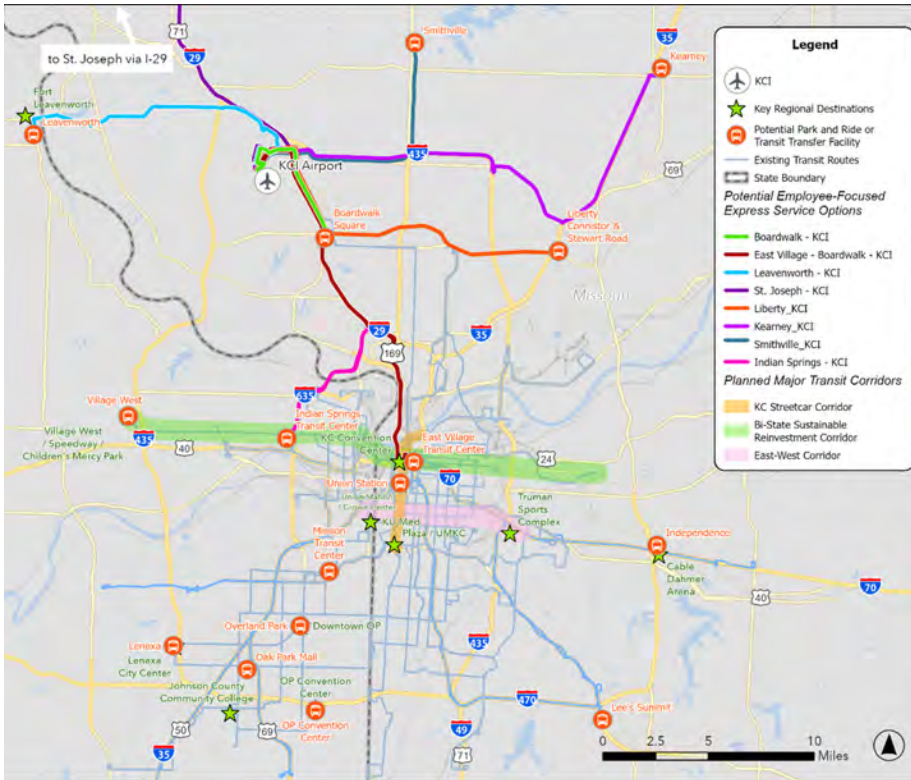 71
29
to St. Joseph via I-29
Smithville
35
Kearney
Fort
Leavenworth
Leavenworth
KCI Airport
435
69
Boardwalk
Square
Liberty
Connistor &
Stewart Road
Missouri
29
169
35
635
Village West
Village West
/ Speedway /
Children's Mercy Park
435
40
Indian Springs
Transit Center
KC Convention
Center
East Village
Transit Center
24
70
Union Station
Union Station
/ Crown Center
KU Med
Plaza / UMKC
Truman
Sports
Complex
Mission
Transit
Center
Independence
Cable
Dahmer
Arena
40
70
Overland Park
Downtown OP
Lenexa
Lenexa
City Center
Oak Park Mall
435
Johnson County
Community College
OP Convention
Center
OP Convention
Center
470
Lee's Summit
50
69
49
35
71
0 2.5 5 10
Miles
Legend
KCI
Key Regional Destinations
Potential Park and Ride or
Transit Transfer Facility
Existing Transit Routes
State Boundary
Potential Employee-Focused
Express Service Options
Boardwalk - KCI
East Village - Boardwalk - KCI
Leavenworth - KCI
St. Joseph - KCI
Liberty_KCI
Kearney_KCI
Smithville_KCI
Indian Springs - KCI
Planned Major Transit Corridors
KC Streetcar Corridor
Bi-State Sustainable
Reinvestment Corridor
East-West Corridor